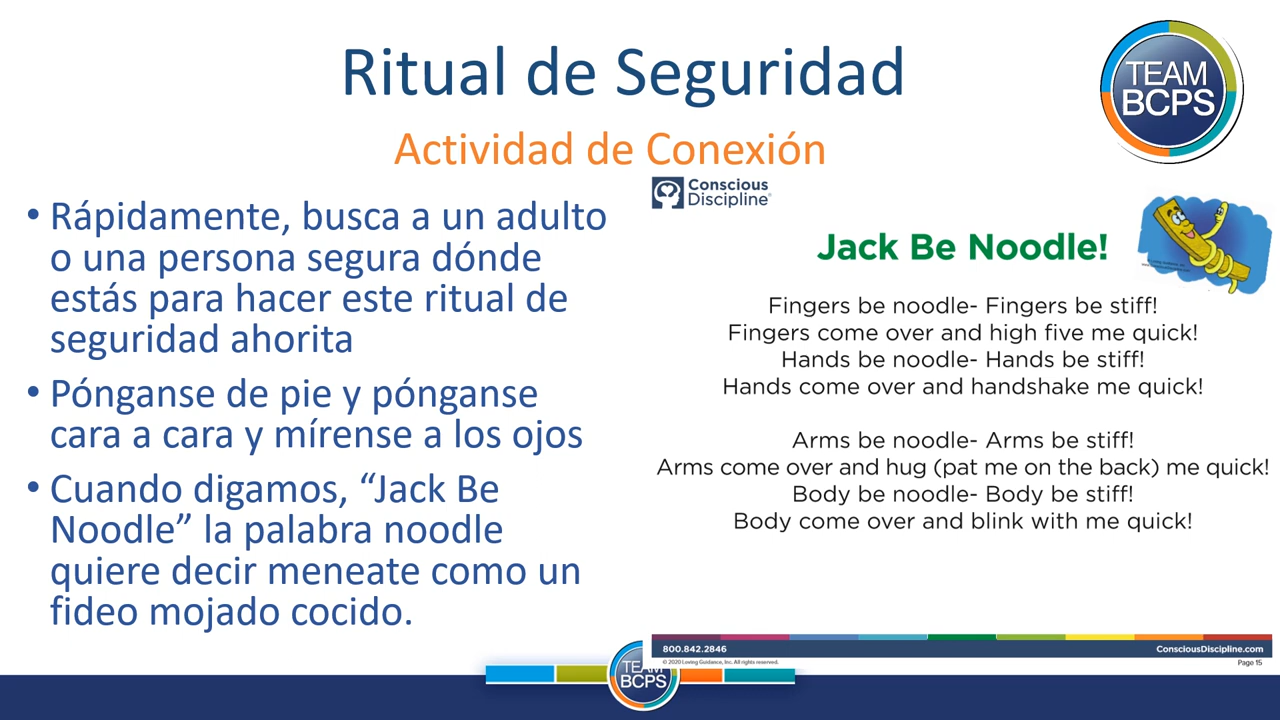 Ritual de Seguridad
Actividad de Conexión
TEAM
BCPS
• Rápidamente, busca a un adulto
o una persona segura dónde
estás para hacer este ritual de
seguridad ahorita
• Pónganse de pie y pónganse
cara a cara y mírense a los ojos
• Cuando digamos, “Jack Be
Noodle” la palabra noodle
quiere decir meneate como un
fideo mojado cocido.
Conscious
Discipline®
Jack Be Noodle!
Fingers be noodle- Fingers be stiff!
Fingers come over and high five me quick!
Hands be noodle- Hands be stiff!
Hands come over and handshake me quick!
Arms be noodle- Arms be stiff!
Arms come over and hug (pat me on the back) me quick!
Body be noodle- Body be stiff!
Body come over and blink with me quick!
800.842.2846
ConsciousDiscipline.com
© 2020 Loving Guidance, Inc. All rights reserved.
Page 15
TEAM
BCPS